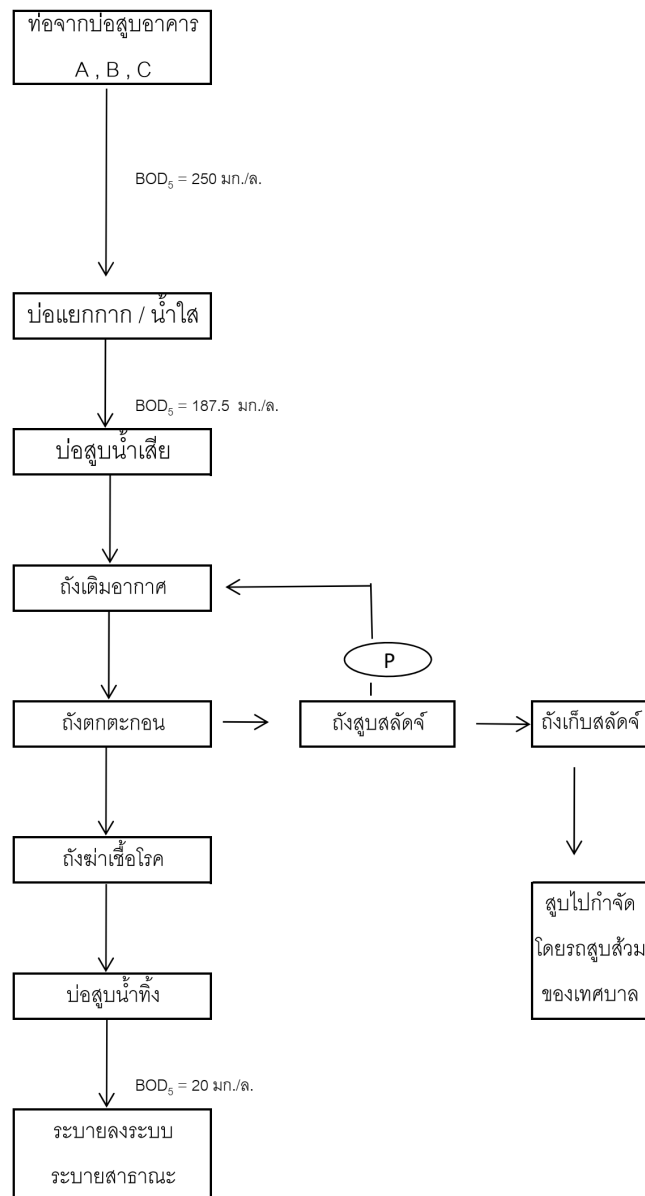 ท่อจากบ่อสูบอาคาร
A , B , C
BOD₅ = 250 มก./ล.
บ่อแยกกาก / น้ำใส
BOD₅ = 187.5 มก./ล.
บ่อสูบน้ำเสีย
ถังเติมอากาศ
P
ถังตกตะกอน
ถังสูบสลัดจ์
ถังเก็บสลัดจ์
ถังฆ่าเชื้อโรค
สูบไปกำจัด
โดยรถสูบส้วม
ของเทศบาล
บ่อสูบน้ำทิ้ง
BOD₅ = 20 มก./ล.
ระบายลงระบบ
ระบายสาธาณะ